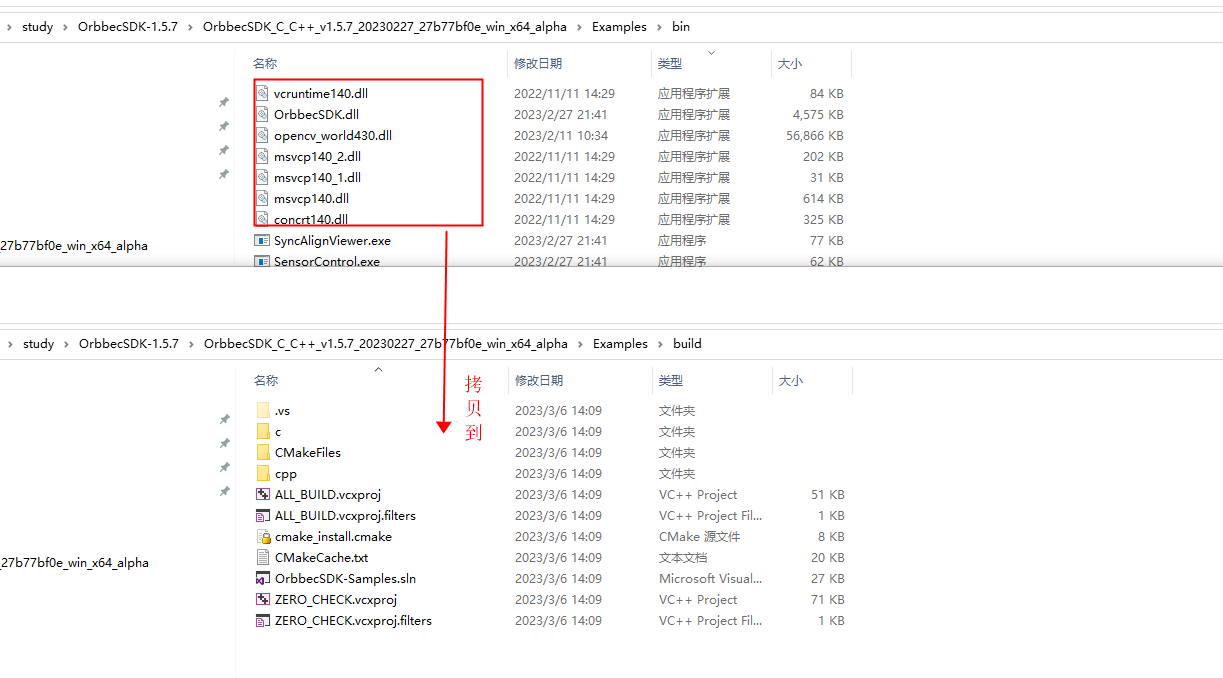 study > OrbbecSDK-1.5.7 > OrbbecSDK_C_C++_v1.5.7_20230227_27b77bf0e_win_x64_alpha > Examples > bin
名称 修改日期 类型 大小
vcruntime140.dll 2022/11/11 14:29 应用程序扩展 84 KB
OrbbecSDK.dll 2023/2/27 21:41 应用程序扩展 4,575 KB
opencv_world430.dll 2023/2/11 10:34 应用程序扩展 56,866 KB
msvcp140_2.dll 2022/11/11 14:29 应用程序扩展 202 KB
msvcp140_1.dll 2022/11/11 14:29 应用程序扩展 31 KB
msvcp140.dll 2022/11/11 14:29 应用程序扩展 614 KB
concrt140.dll 2022/11/11 14:29 应用程序扩展 325 KB
_27b77bf0e_win_x64_alpha SyncAlignViewer.exe 2023/2/27 21:41 应用程序 77 KB
SensorControl.exe 2023/2/27 21:41 应用程序 62 KB
study > OrbbecSDK-1.5.7 > OrbbecSDK_C_C++_v1.5.7_20230227_27b77bf0e_win_x64_alpha > Examples > build
名称 修改日期 类型 大小
拷贝到
.vs 2023/3/6 14:09 文件夹
c 2023/3/6 14:09 文件夹
CMakeFiles 2023/3/6 14:09 文件夹
cpp 2023/3/6 14:09 文件夹
ALL_BUILD.vcxproj 2023/3/6 14:09 VC++ Project 51 KB
ALL_BUILD.vcxproj.filters 2023/3/6 14:09 VC++ Project Fil... 1 KB
cmake_install.cmake 2023/3/6 14:09 CMake 源文件 8 KB
_27b77bf0e_win_x64_alpha CMakeCache.txt 2023/3/6 14:09 文本文档 20 KB
OrbbecSDK-Samples.sln 2023/3/6 14:09 Microsoft Visual... 27 KB
ZERO_CHECK.vcxproj 2023/3/6 14:09 VC++ Project 71 KB
ZERO_CHECK.vcxproj.filters 2023/3/6 14:09 VC++ Project Fil... 1 KB